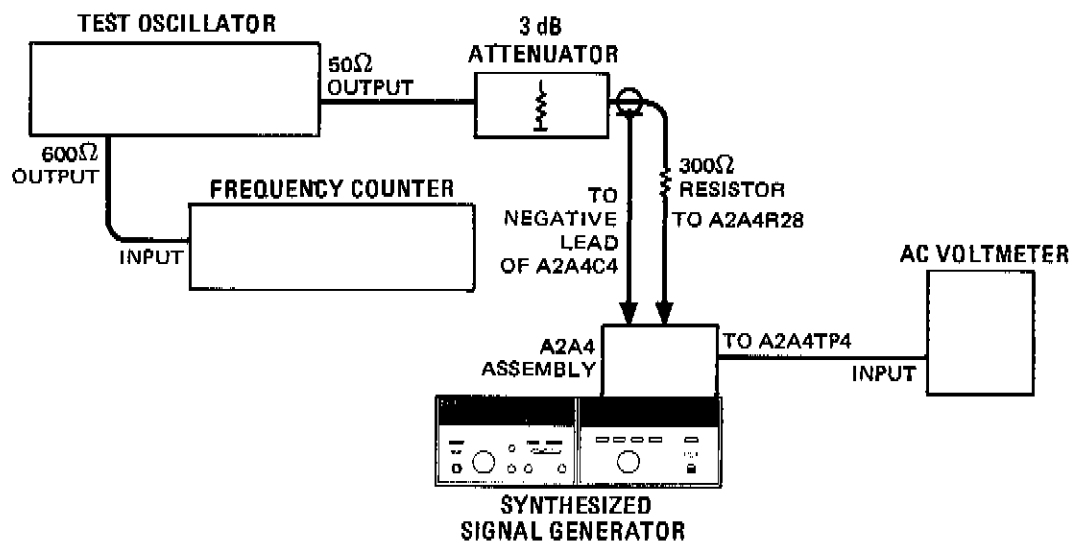 TEST OSCILLATOR
50Ω
OUTPUT
3 dB
ATTENUATOR
600Ω
OUTPUT
FREQUENCY COUNTER
INPUT
TO
NEGATIVE
LEAD
OF A2A4C4
300Ω
RESISTOR
TO A2A4R28
AC VOLTMETER
A2A4
ASSEMBLY
TO A2A4TP4
INPUT
SYNTHESIZED
SIGNAL GENERATOR